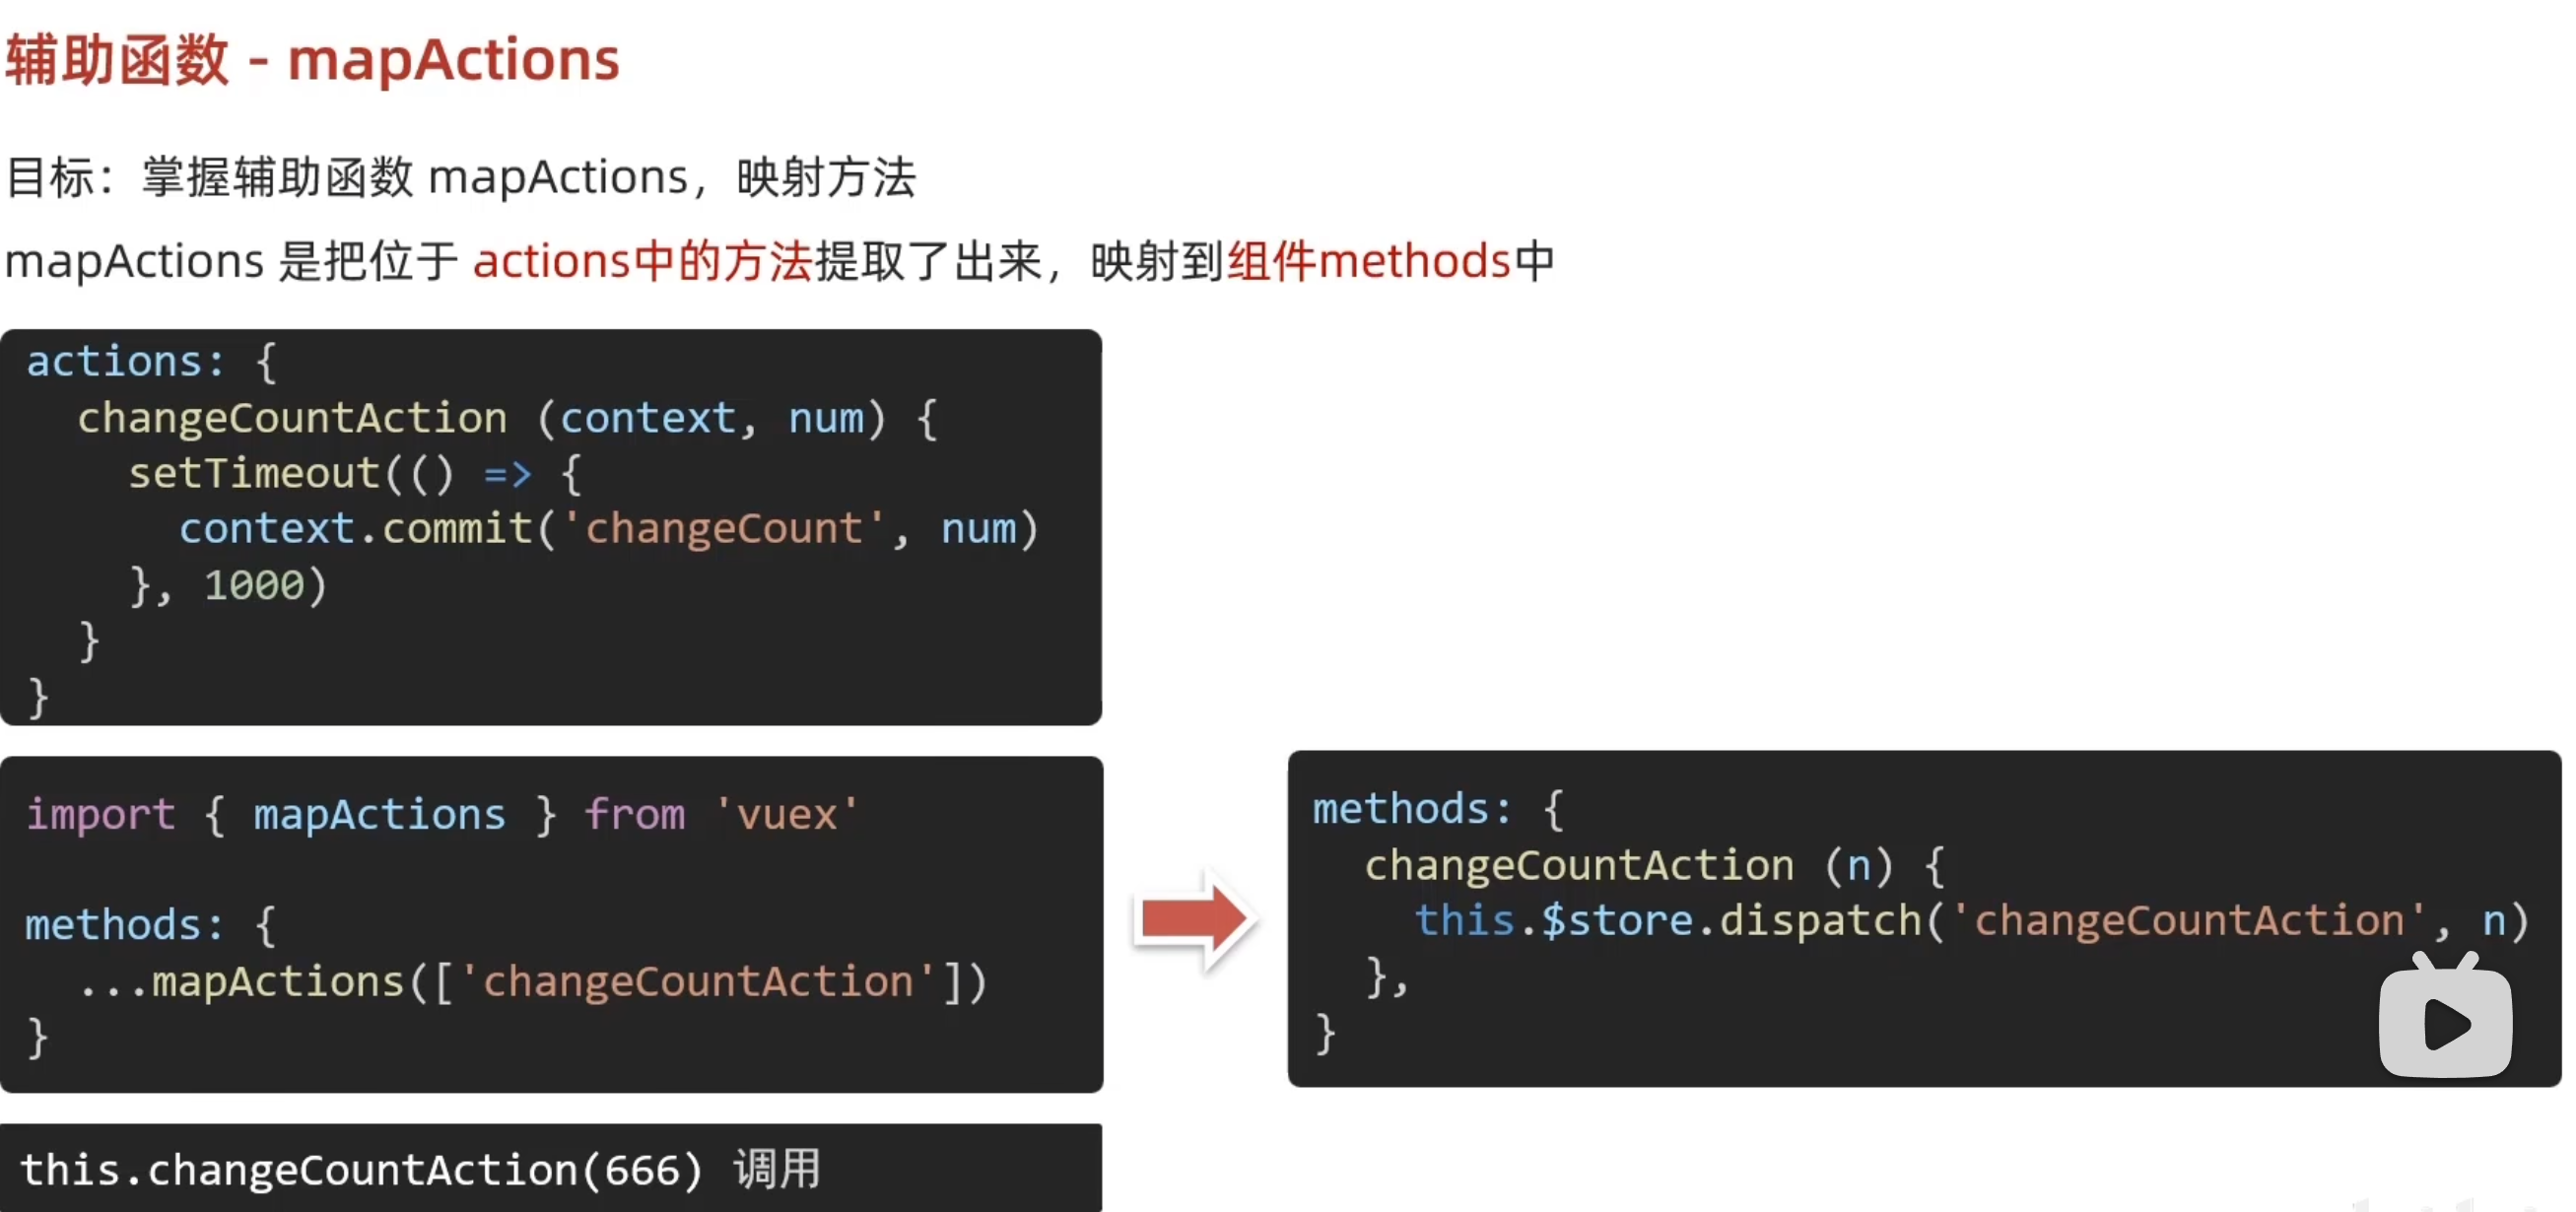 辅助函数 - mapActions
目标：掌握辅助函数 mapActions，映射方法
mapActions 是把位于 actions中的方法提取了出来，映射到组件methods中
actions: {
  changeCountAction (context, num) {
    setTimeout(() => {
      context.commit('changeCount', num)
    }, 1000)
  }
}
import { mapActions } from 'vuex'
methods: {
  ...mapActions(['changeCountAction'])
}
methods: {
  changeCountAction (n) {
    this.$store.dispatch('changeCountAction', n)
  },
}
this.changeCountAction(666) 调用